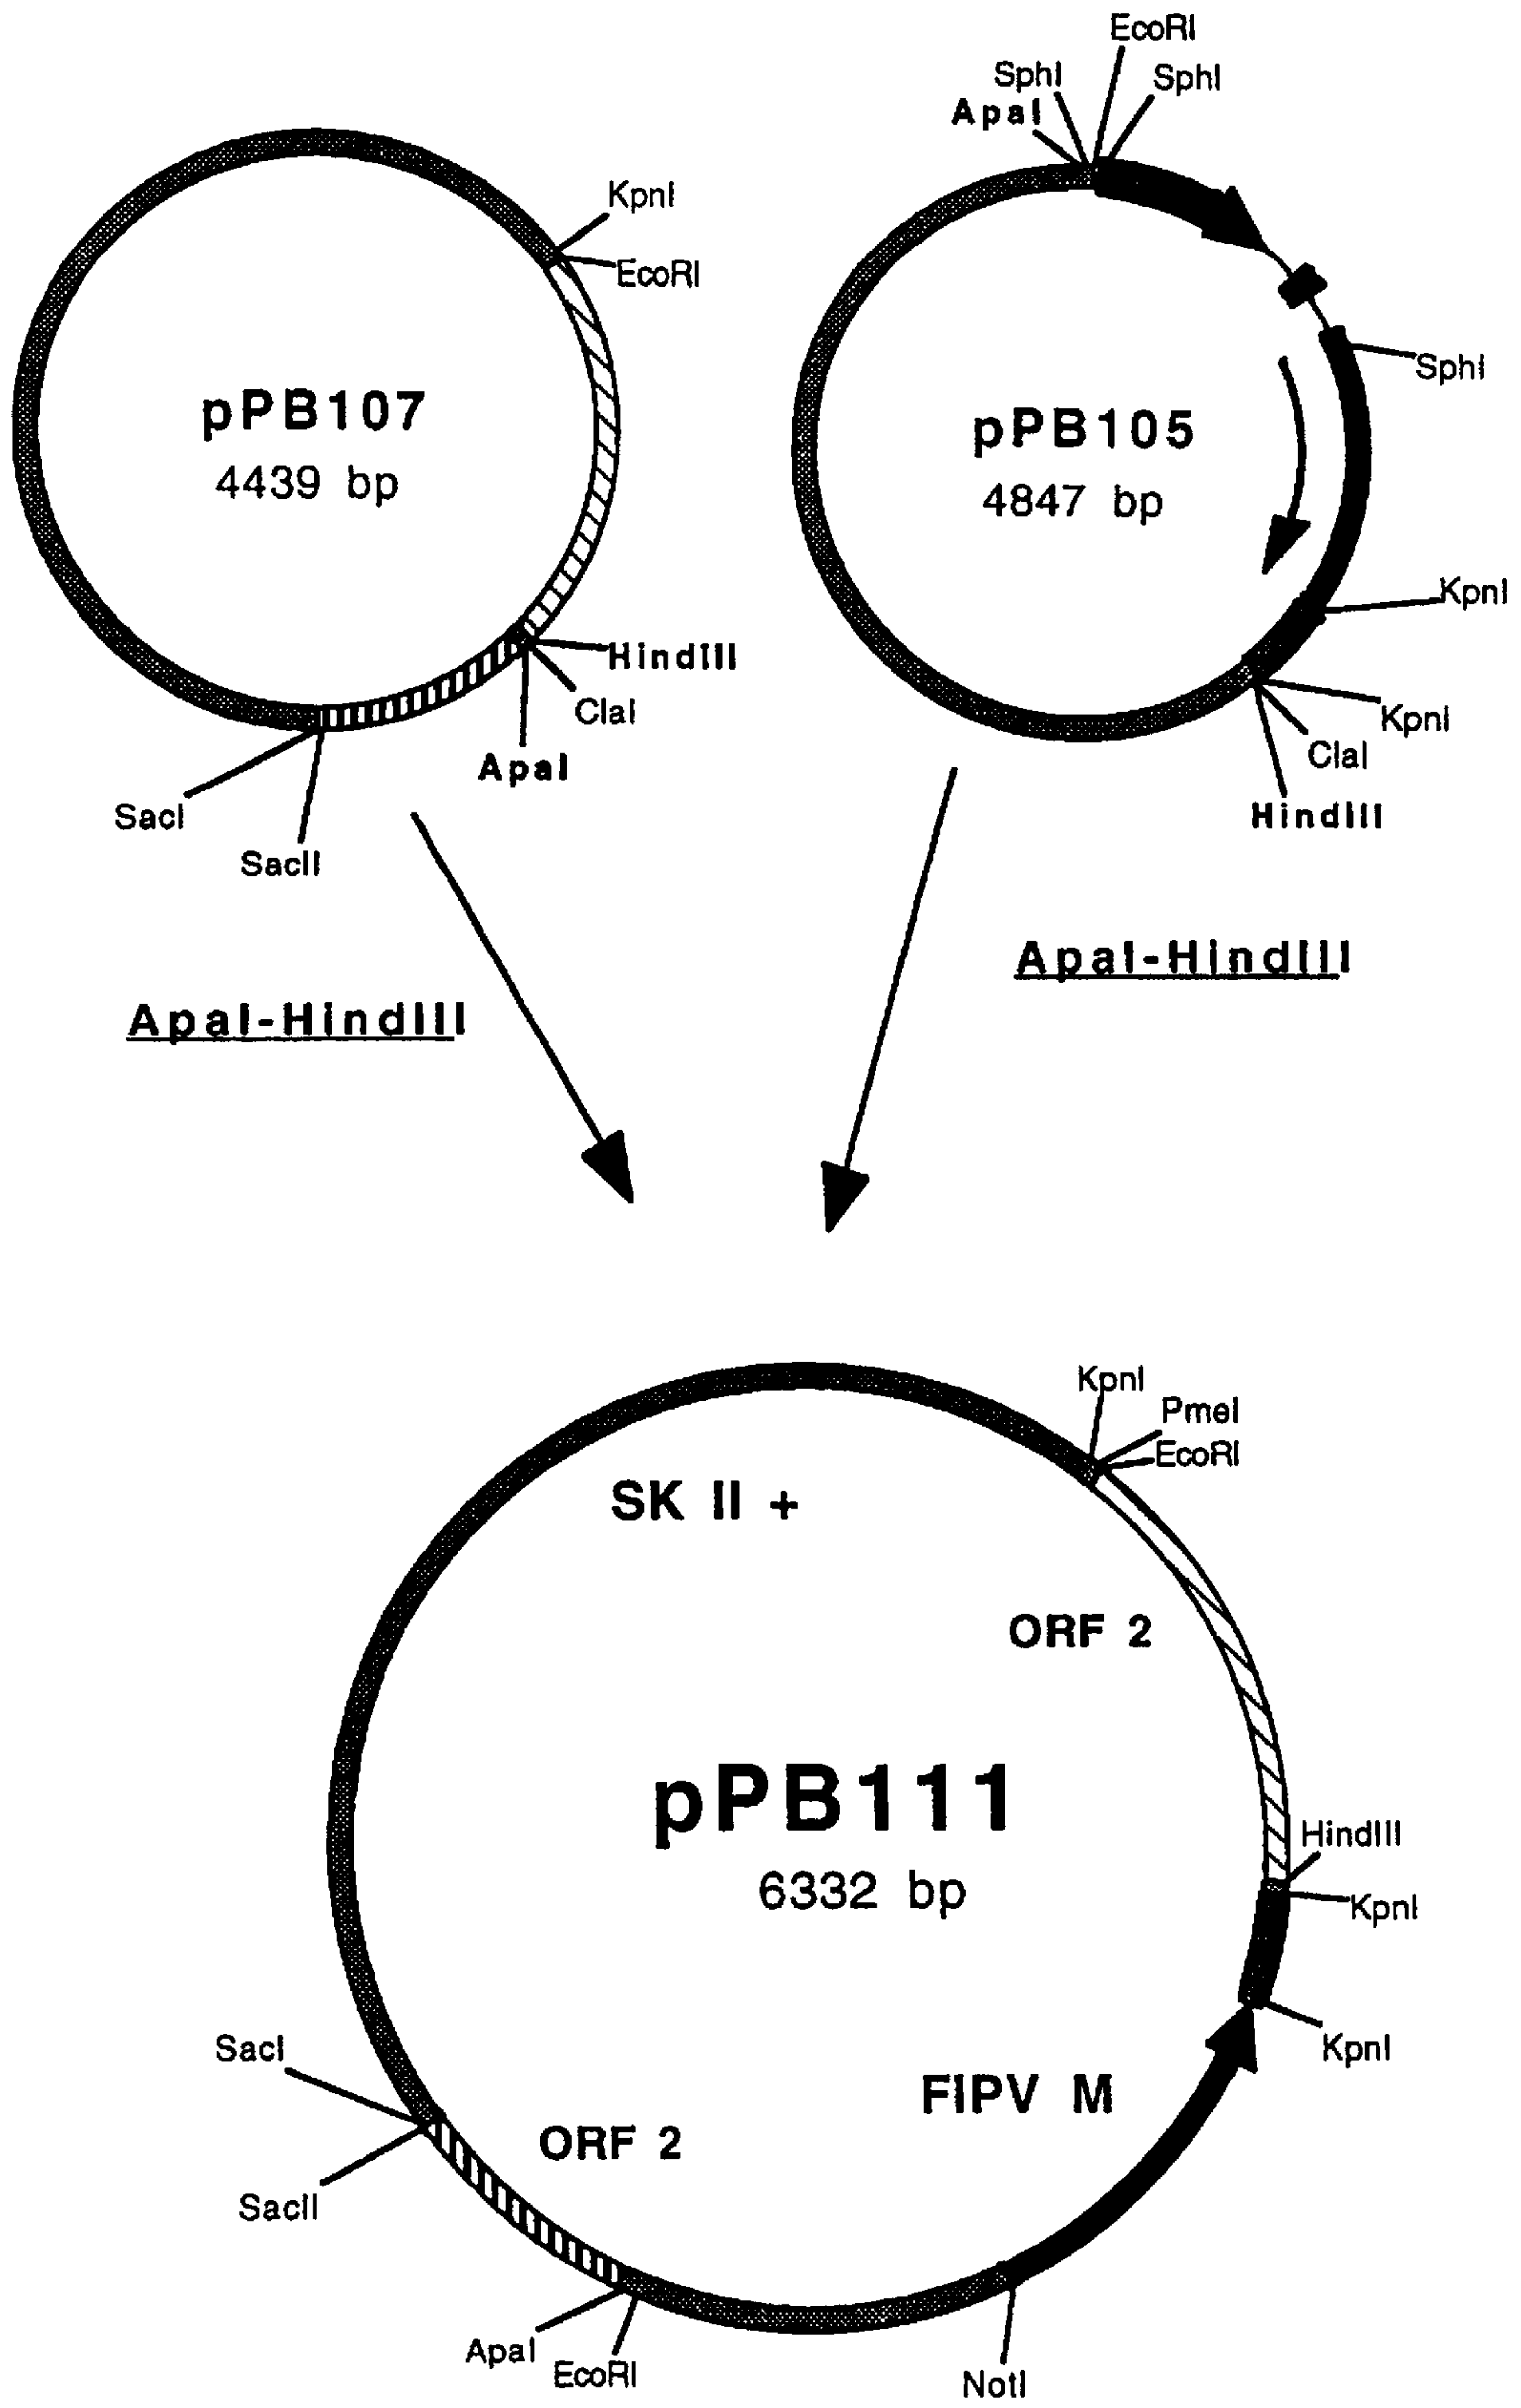 EcoRI
SphI
SphI
ApaI
KpnI
EcoRI
SphI
pPB107
4439 bp
pPB105
4847 bp
KpnI
HindIII
ClaI
KpnI
ApaI
ClaI
SacI
HindIII
SacII
ApaI-HindIII
ApaI-HindIII
KpnI
PmeI
EcoRI
SK II +
ORF 2
pPB111
6332 bp
HindIII
KpnI
KpnI
SacI
FIPV M
ORF 2
SacII
ApaI
EcoRI
NotI